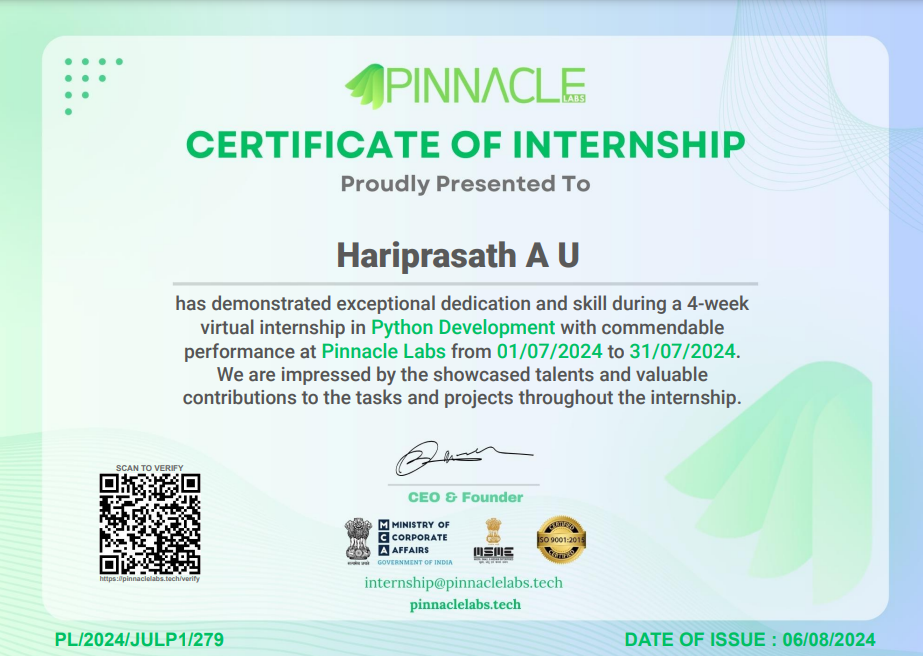 PINNACLE
LABS
CERTIFICATE OF INTERNSHIP
Proudly Presented To
Hariprasath A U
has demonstrated exceptional dedication and skill during a 4-week
virtual internship in Python Development with commendable
performance at Pinnacle Labs from 01/07/2024 to 31/07/2024.
We are impressed by the showcased talents and valuable
contributions to the tasks and projects throughout the internship.
SCAN TO VERIFY
https://pinnaclelabs.tech/verify
CEO & Founder
MCA
MINISTRY OF
CORPORATE
AFFAIRS
GOVERNMENT OF INDIA
MSME
CERTIFIED
ISO 9001:2015
CERTIFIED
internship@pinnaclelabs.tech
pinnaclelabs.tech
PL/2024/JULP1/279
DATE OF ISSUE : 06/08/2024